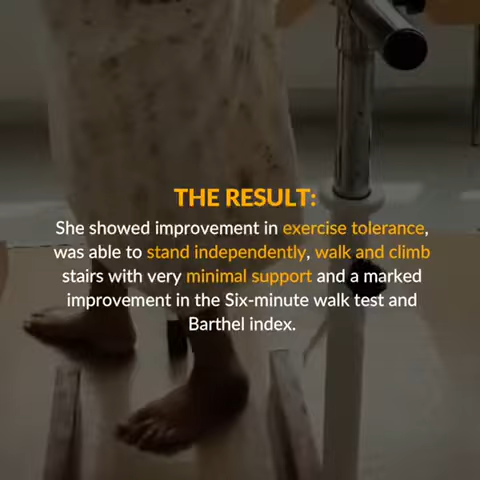 THE RESULT:
She showed improvement in exercise tolerance,
was able to stand independently, walk and climb
stairs with very minimal support and a marked
improvement in the Six-minute walk test and
Barthel index.